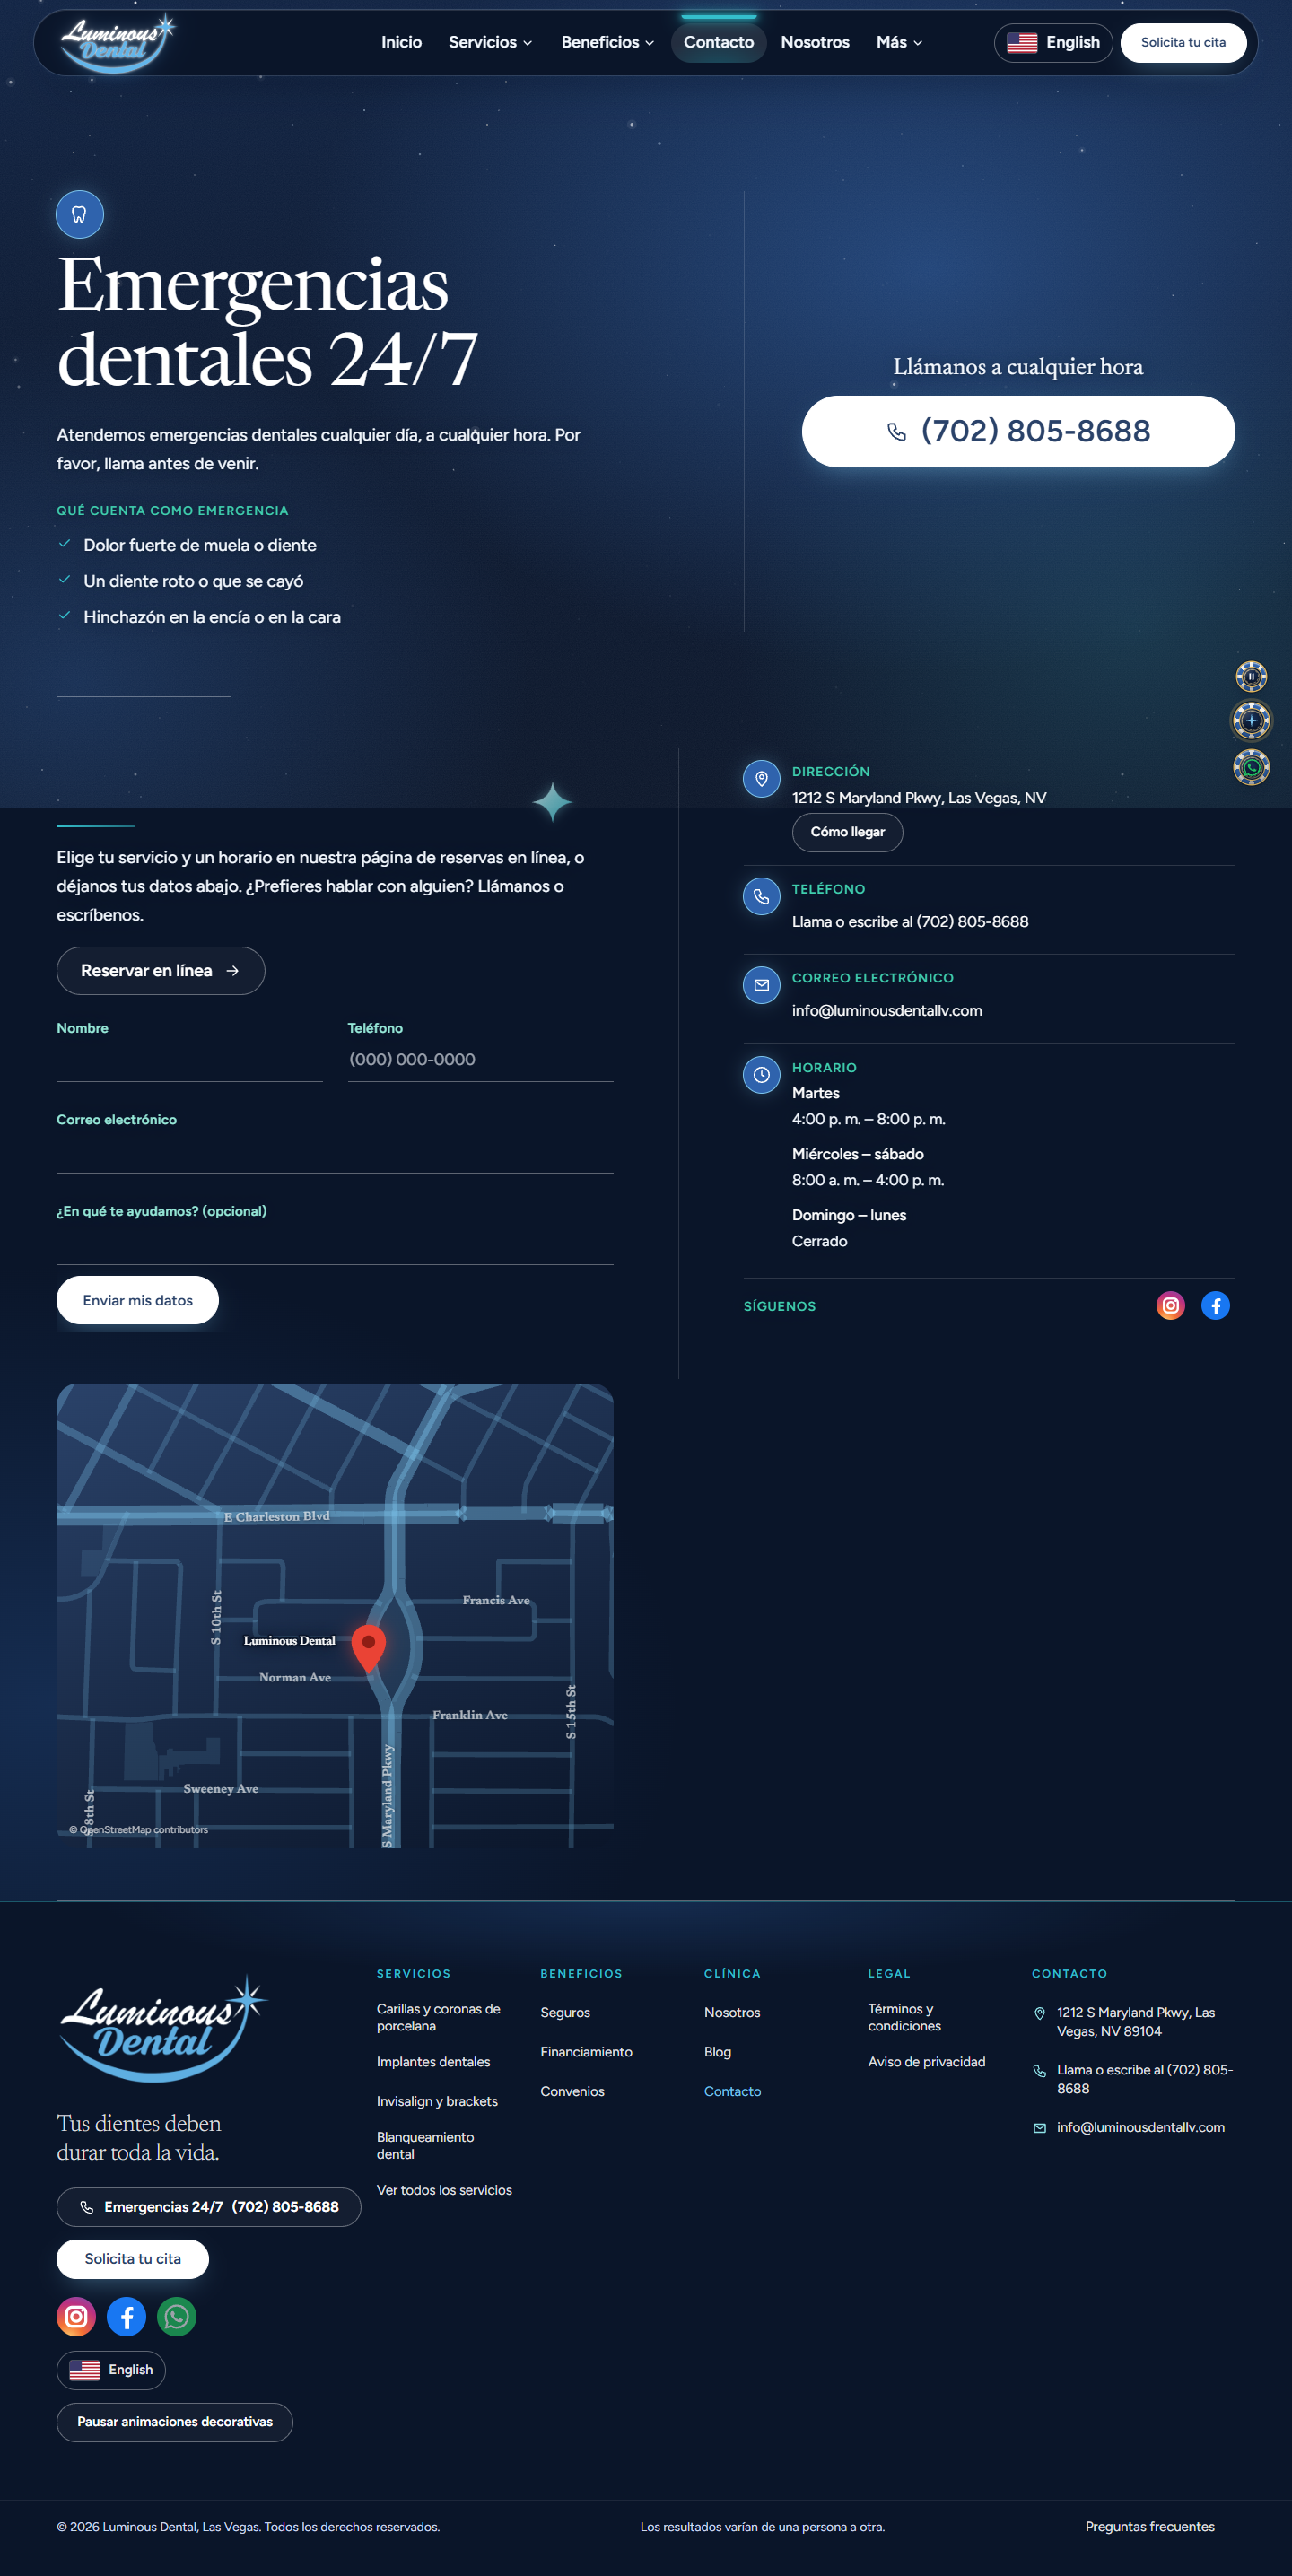 Luminous
Dental
Inicio
Servicios
Beneficios
Contacto
Nosotros
Más
English
Solicita tu cita
Emergencias
dentales 24/7
Atendemos emergencias dentales cualquier día, a cualquier hora. Por
favor, llama antes de venir.
QUÉ CUENTA COMO EMERGENCIA
Dolor fuerte de muela o diente
Un diente roto o que se cayó
Hinchazón en la encía o en la cara
Llámanos a cualquier hora
(702) 805-8688
Elige tu servicio y un horario en nuestra página de reservas en línea, o
déjanos tus datos abajo. ¿Prefieres hablar con alguien? Llámanos o
escríbenos.
Reservar en línea
Nombre
Teléfono
(000) 000-0000
Correo electrónico
¿En qué te ayudamos? (opcional)
Enviar mis datos
DIRECCIÓN
1212 S Maryland Pkwy, Las Vegas, NV
Cómo llegar
TELÉFONO
Llama o escribe al (702) 805-8688
CORREO ELECTRÓNICO
info@luminousdentallv.com
HORARIO
Martes
4:00 p. m. – 8:00 p. m.
Miércoles – sábado
8:00 a. m. – 4:00 p. m.
Domingo – lunes
Cerrado
SÍGUENOS
E Charleston Blvd
S 10th St
Francis Ave
Luminous Dental
Norman Ave
Franklin Ave
S 15th St
S Maryland Pkwy
Sweeney Ave
S 8th St
© OpenStreetMap contributors
Luminous
Dental
Tus dientes deben
durar toda la vida.
Emergencias 24/7 (702) 805-8688
Solicita tu cita
English
Pausar animaciones decorativas
SERVICIOS
Carillas y coronas de
porcelana
Implantes dentales
Invisalign y brackets
Blanqueamiento
dental
Ver todos los servicios
BENEFICIOS
Seguros
Financiamiento
Convenios
CLÍNICA
Nosotros
Blog
Contacto
LEGAL
Términos y
condiciones
Aviso de privacidad
CONTACTO
1212 S Maryland Pkwy, Las
Vegas, NV 89104
Llama o escribe al (702) 805-
8688
info@luminousdentallv.com
© 2026 Luminous Dental, Las Vegas. Todos los derechos reservados.
Los resultados varían de una persona a otra.
Preguntas frecuentes